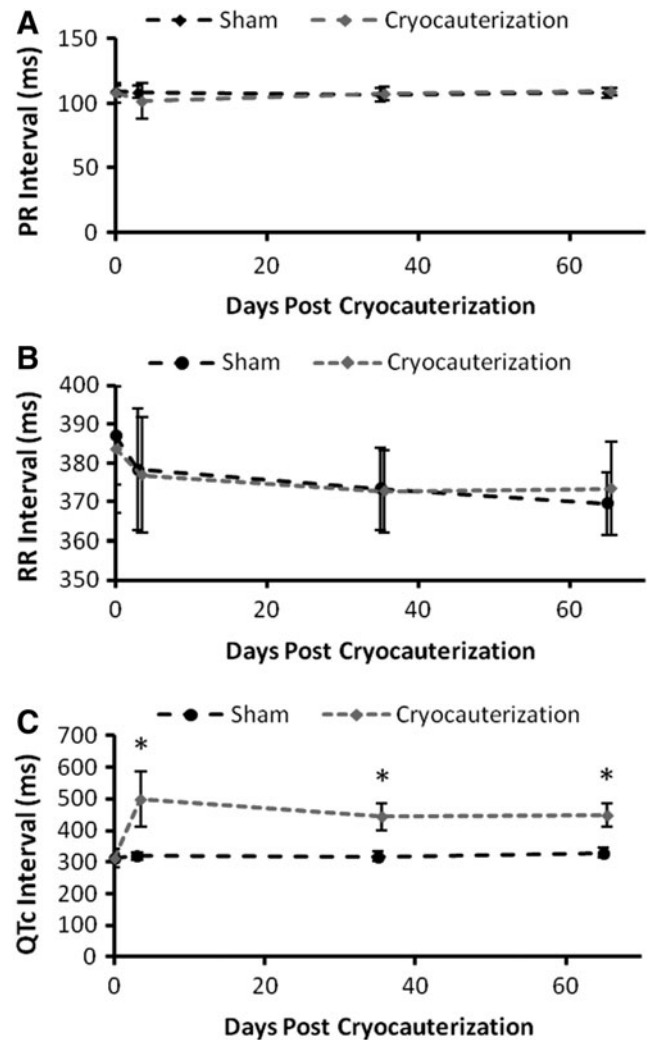 A
Sham Cryocauterization
150
100
50
0
PR Interval (ms)
0 20 40 60
Days Post Cryocauterization
B
Sham Cryocauterization
400
390
380
370
360
350
RR Interval (ms)
0 20 40 60
Days Post Cryocauterization
C
Sham Cryocauterization
700
600
500
400
300
200
100
0
QTc Interval (ms)
* * *
0 20 40 60
Days Post Cryocauterization